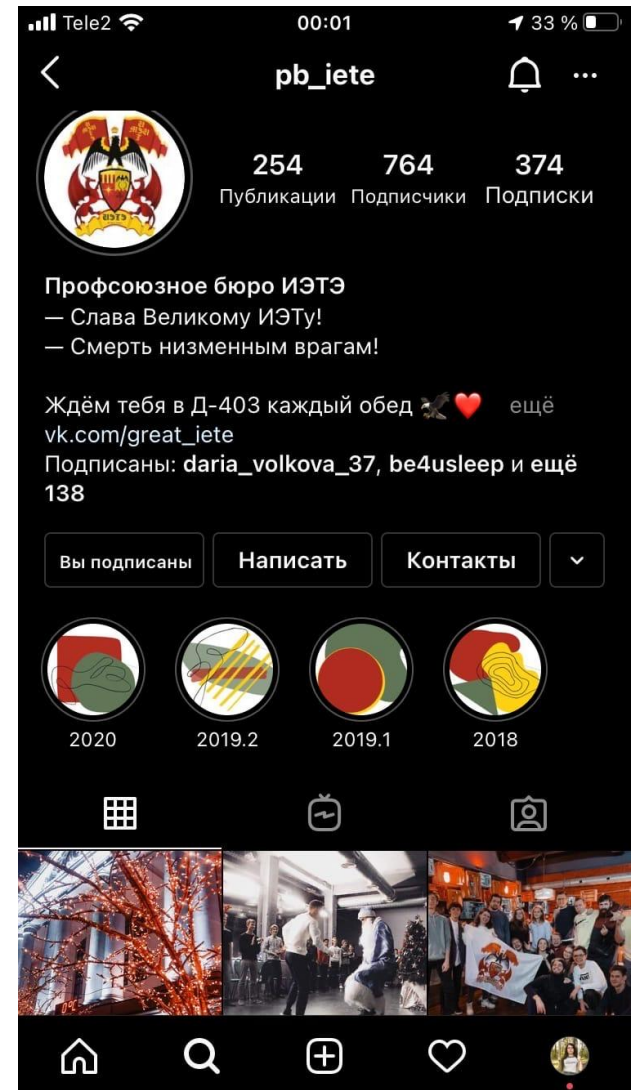 Tele2 00:01 33 %
pb_iete
254 764 374
Публикации Подписчики Подписки
Профсоюзное бюро ИЭТЭ
— Слава Великому ИЭТу!
— Смерть низменным врагам!
Ждём тебя в Д-403 каждый обед 🦅❤️ ещё
vk.com/great_iete
Подписаны: daria_volkova_37, be4usleep и ещё
138
Вы подписаны Написать Контакты
2020 2019.2 2019.1 2018